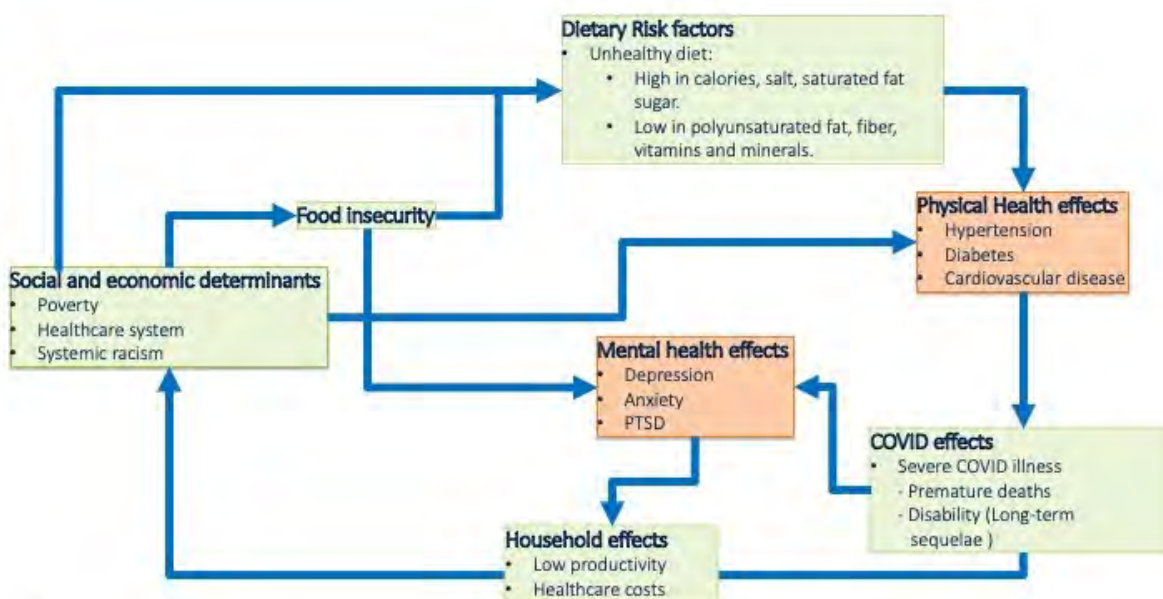 Dietary Risk factors
• Unhealthy diet:
• High in calories, salt, saturated fat
sugar.
• Low in polyunsaturated fat, fiber,
vitamins and minerals.
Food insecurity
Physical Health effects
• Hypertension
• Diabetes
• Cardiovascular disease
Social and economic determinants
• Poverty
• Healthcare system
• Systemic racism
Mental health effects
• Depression
• Anxiety
• PTSD
COVID effects
• Severe COVID illness
- Premature deaths
- Disability (Long-term
sequelae )
Household effects
• Low productivity
• Healthcare costs